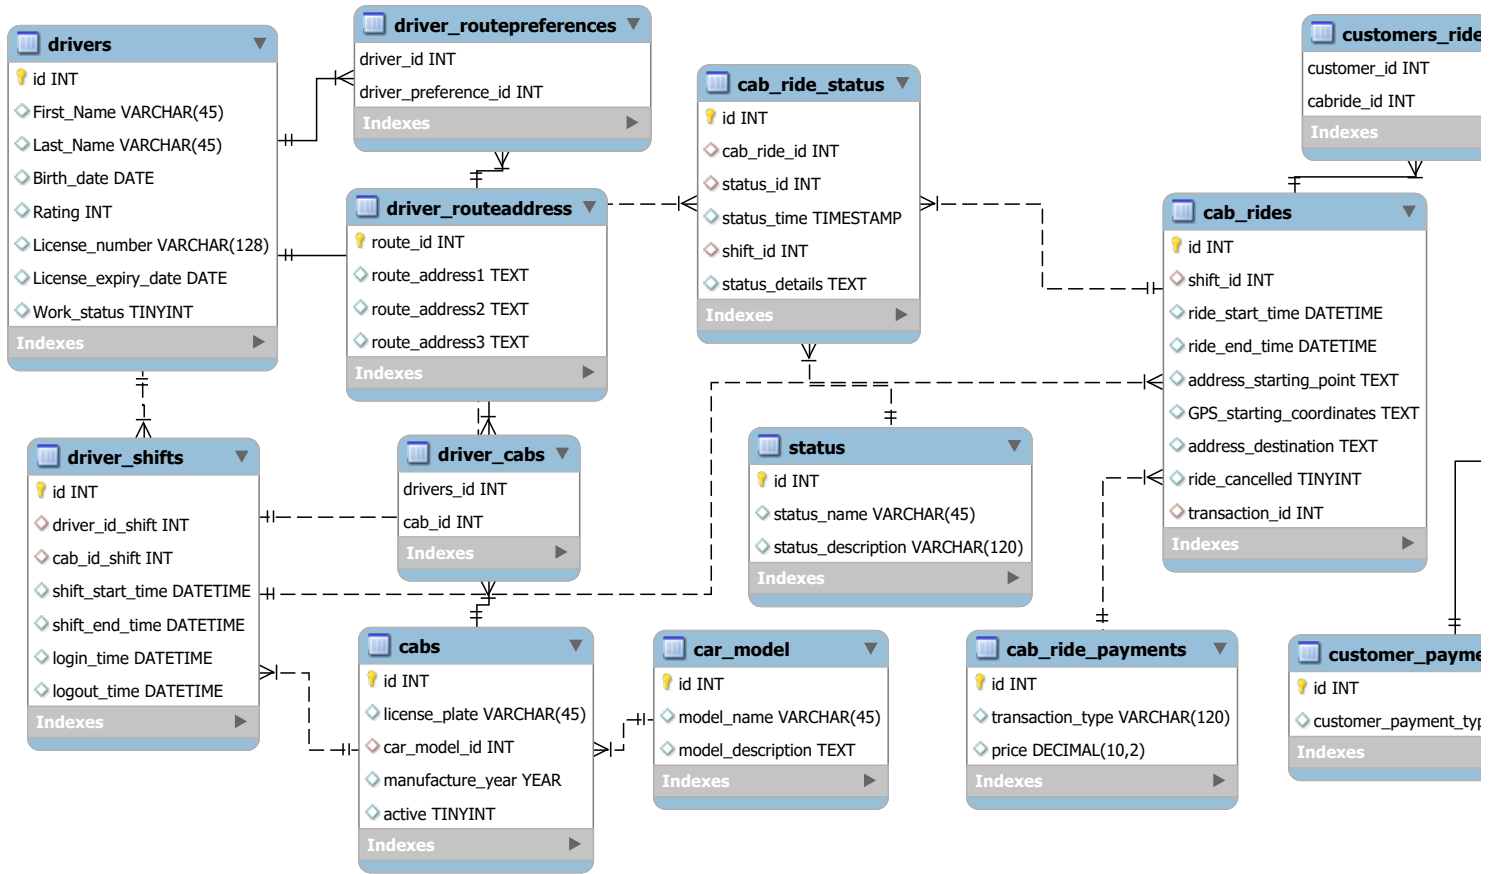 drivers
id INT
First_Name VARCHAR(45)
Last_Name VARCHAR(45)
Birth_date DATE
Rating INT
License_number VARCHAR(128)
License_expiry_date DATE
Work_status TINYINT
Indexes
driver_routepreferences
driver_id INT
driver_preference_id INT
Indexes
driver_routeaddress
route_id INT
route_address1 TEXT
route_address2 TEXT
route_address3 TEXT
Indexes
cab_ride_status
id INT
cab_ride_id INT
status_id INT
status_time TIMESTAMP
shift_id INT
status_details TEXT
Indexes
customers_ride
customer_id INT
cabride_id INT
Indexes
cab_rides
id INT
shift_id INT
ride_start_time DATETIME
ride_end_time DATETIME
address_starting_point TEXT
GPS_starting_coordinates TEXT
address_destination TEXT
ride_cancelled TINYINT
transaction_id INT
Indexes
driver_shifts
id INT
driver_id_shift INT
cab_id_shift INT
shift_start_time DATETIME
shift_end_time DATETIME
login_time DATETIME
logout_time DATETIME
Indexes
driver_cabs
drivers_id INT
cab_id INT
Indexes
status
id INT
status_name VARCHAR(45)
status_description VARCHAR(120)
Indexes
cabs
id INT
license_plate VARCHAR(45)
car_model_id INT
manufacture_year YEAR
active TINYINT
Indexes
car_model
id INT
model_name VARCHAR(45)
model_description TEXT
Indexes
cab_ride_payments
id INT
transaction_type VARCHAR(120)
price DECIMAL(10,2)
Indexes
customer_payme
id INT
customer_payment_typ
Indexes